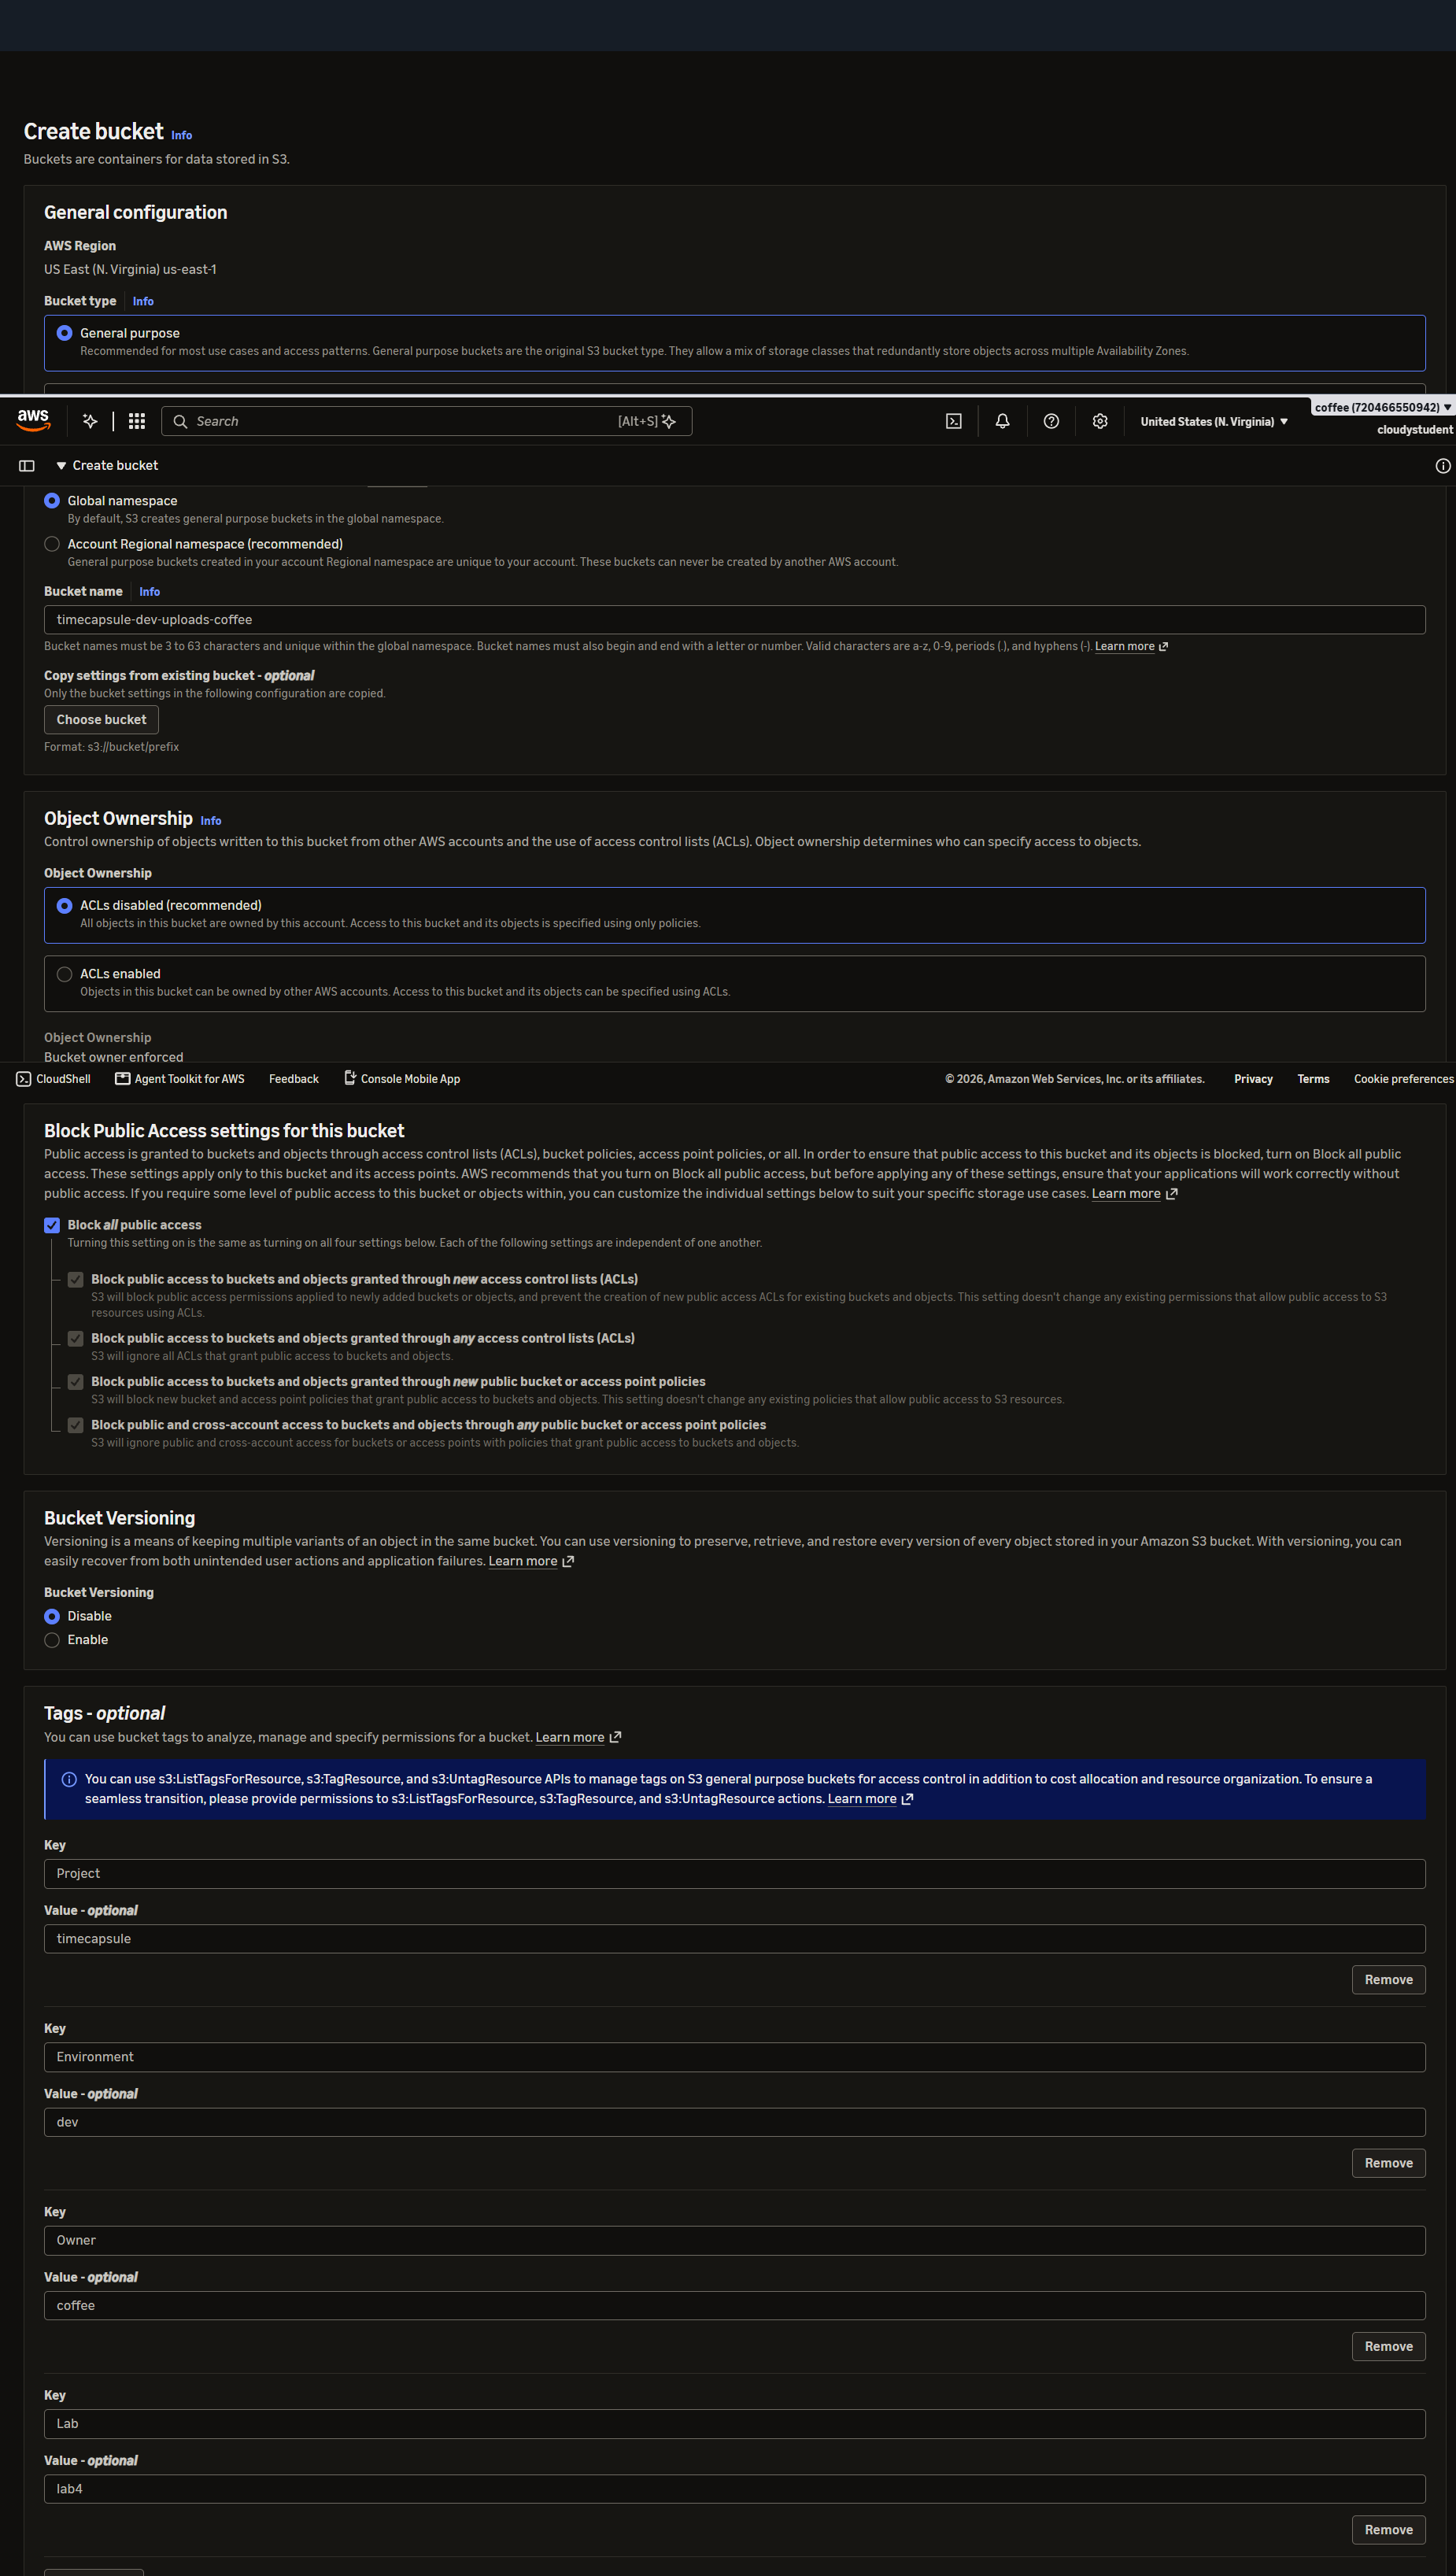 Create bucket Info
Buckets are containers for data stored in S3.
General configuration
AWS Region
US East (N. Virginia) us-east-1
Bucket type Info
General purpose
Recommended for most use cases and access patterns. General purpose buckets are the original S3 bucket type. They allow a mix of storage classes that redundantly store objects across multiple Availability Zones.
aws Search [Alt+S] United States (N. Virginia) coffee (720466550942)
cloudystudent
Create bucket
Global namespace
By default, S3 creates general purpose buckets in the global namespace.
Account Regional namespace (recommended)
General purpose buckets created in your account Regional namespace are unique to your account. These buckets can never be created by another AWS account.
Bucket name Info
timecapsule-dev-uploads-coffee
Bucket names must be 3 to 63 characters and unique within the global namespace. Bucket names must also begin and end with a letter or number. Valid characters are a-z, 0-9, periods (.), and hyphens (-). Learn more
Copy settings from existing bucket - optional
Only the bucket settings in the following configuration are copied.
Choose bucket
Format: s3://bucket/prefix
Object Ownership Info
Control ownership of objects written to this bucket from other AWS accounts and the use of access control lists (ACLs). Object ownership determines who can specify access to objects.
Object Ownership
ACLs disabled (recommended)
All objects in this bucket are owned by this account. Access to this bucket and its objects is specified using only policies.
ACLs enabled
Objects in this bucket can be owned by other AWS accounts. Access to this bucket and its objects can be specified using ACLs.
Object Ownership
Bucket owner enforced
CloudShell Agent Toolkit for AWS Feedback Console Mobile App © 2026, Amazon Web Services, Inc. or its affiliates. Privacy Terms Cookie preferences
Block Public Access settings for this bucket
Public access is granted to buckets and objects through access control lists (ACLs), bucket policies, access point policies, or all. In order to ensure that public access to this bucket and its objects is blocked, turn on Block all public
access. These settings apply only to this bucket and its access points. AWS recommends that you turn on Block all public access, but before applying any of these settings, ensure that your applications will work correctly without
public access. If you require some level of public access to this bucket or objects within, you can customize the individual settings below to suit your specific storage use cases. Learn more
Block all public access
Turning this setting on is the same as turning on all four settings below. Each of the following settings are independent of one another.
Block public access to buckets and objects granted through new access control lists (ACLs)
S3 will block public access permissions applied to newly added buckets or objects, and prevent the creation of new public access ACLs for existing buckets and objects. This setting doesn't change any existing permissions that allow public access to S3
resources using ACLs.
Block public access to buckets and objects granted through any access control lists (ACLs)
S3 will ignore all ACLs that grant public access to buckets and objects.
Block public access to buckets and objects granted through new public bucket or access point policies
S3 will block new bucket and access point policies that grant public access to buckets and objects. This setting doesn't change any existing policies that allow public access to S3 resources.
Block public and cross-account access to buckets and objects through any public bucket or access point policies
S3 will ignore public and cross-account access for buckets or access points with policies that grant public access to buckets and objects.
Bucket Versioning
Versioning is a means of keeping multiple variants of an object in the same bucket. You can use versioning to preserve, retrieve, and restore every version of every object stored in your Amazon S3 bucket. With versioning, you can
easily recover from both unintended user actions and application failures. Learn more
Bucket Versioning
Disable
Enable
Tags - optional
You can use bucket tags to analyze, manage and specify permissions for a bucket. Learn more
You can use s3:ListTagsForResource, s3:TagResource, and s3:UntagResource APIs to manage tags on S3 general purpose buckets for access control in addition to cost allocation and resource organization. To ensure a
seamless transition, please provide permissions to s3:ListTagsForResource, s3:TagResource, and s3:UntagResource actions. Learn more
Key
Project
Value - optional
timecapsule
Remove
Key
Environment
Value - optional
dev
Remove
Key
Owner
Value - optional
coffee
Remove
Key
Lab
Value - optional
lab4
Remove